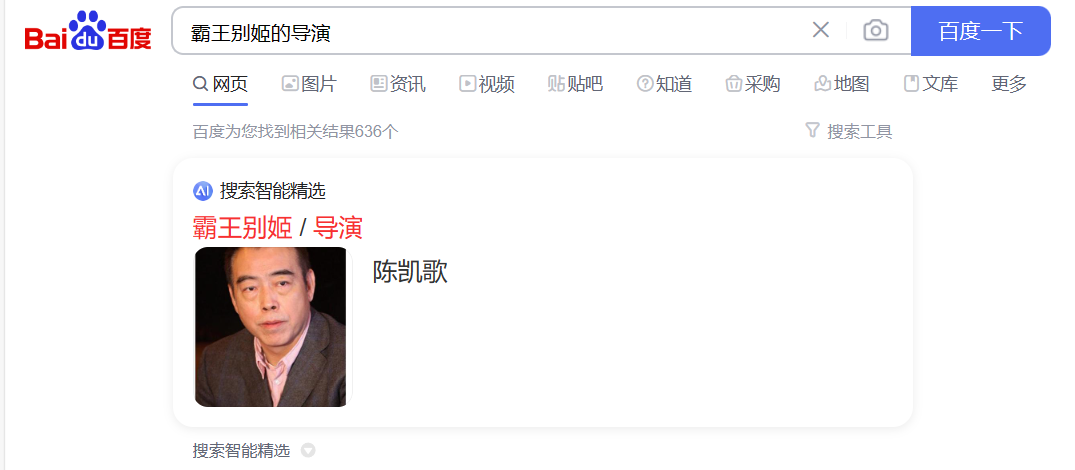 Bai du 百度 霸王别姬的导演 百度一下
网页 图片 资讯 视频 贴吧 知道 采购 地图 文库 更多
百度为您找到相关结果636个 搜索工具
AI 搜索智能精选
霸王别姬 / 导演
陈凯歌
搜索智能精选